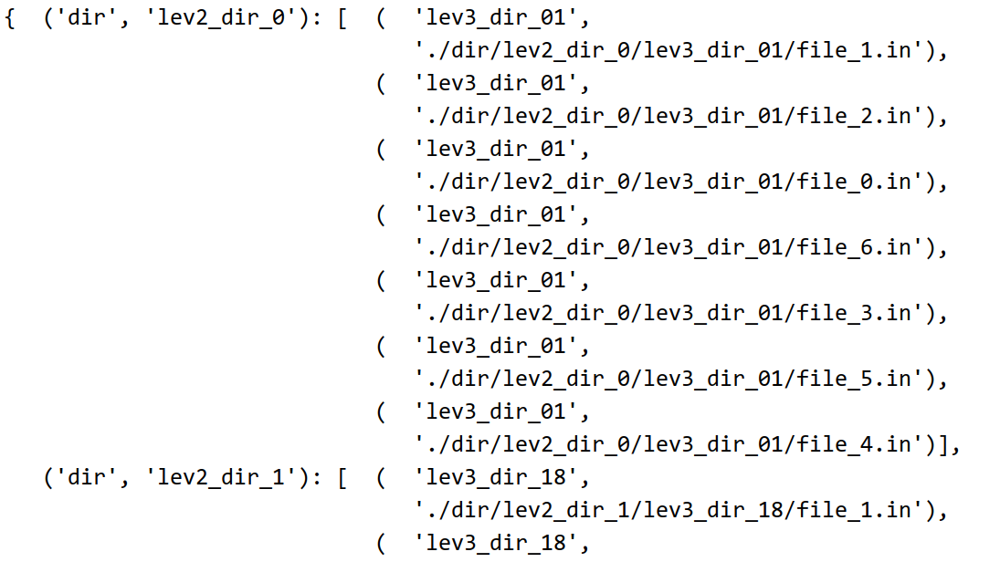 {  ('dir', 'lev2_dir_0'): [  (  'lev3_dir_01',
                                './dir/lev2_dir_0/lev3_dir_01/file_1.in'),
                             (  'lev3_dir_01',
                                './dir/lev2_dir_0/lev3_dir_01/file_2.in'),
                             (  'lev3_dir_01',
                                './dir/lev2_dir_0/lev3_dir_01/file_0.in'),
                             (  'lev3_dir_01',
                                './dir/lev2_dir_0/lev3_dir_01/file_6.in'),
                             (  'lev3_dir_01',
                                './dir/lev2_dir_0/lev3_dir_01/file_3.in'),
                             (  'lev3_dir_01',
                                './dir/lev2_dir_0/lev3_dir_01/file_5.in'),
                             (  'lev3_dir_01',
                                './dir/lev2_dir_0/lev3_dir_01/file_4.in')],
   ('dir', 'lev2_dir_1'): [  (  'lev3_dir_18',
                                './dir/lev2_dir_1/lev3_dir_18/file_1.in'),
                             (  'lev3_dir_18',